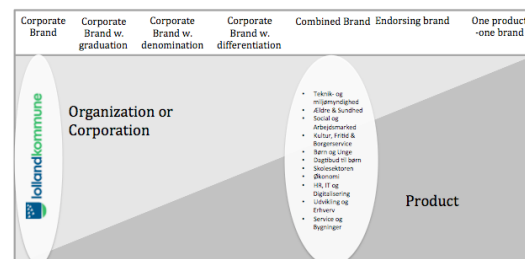 Corporate
Brand
Corporate
Brand w.
graduation
Corporate
Brand w.
denomination
Corporate
Brand w.
differentiation
Combined Brand
Endorsing brand
One product
-one brand
lollandkommune
Organization or
Corporation
• Teknik- og
miljømyndighed
• Ældre & Sundhed
• Social og
Arbejdsmarked
• Kultur, Fritid &
Borgerservice
• Børn og Unge
• Dagtilbud til børn
• Skolesektoren
• Økonomi
• HR, IT og
Digitalisering
• Udvikling og
Erhverv
• Service og
Bygninger
Product